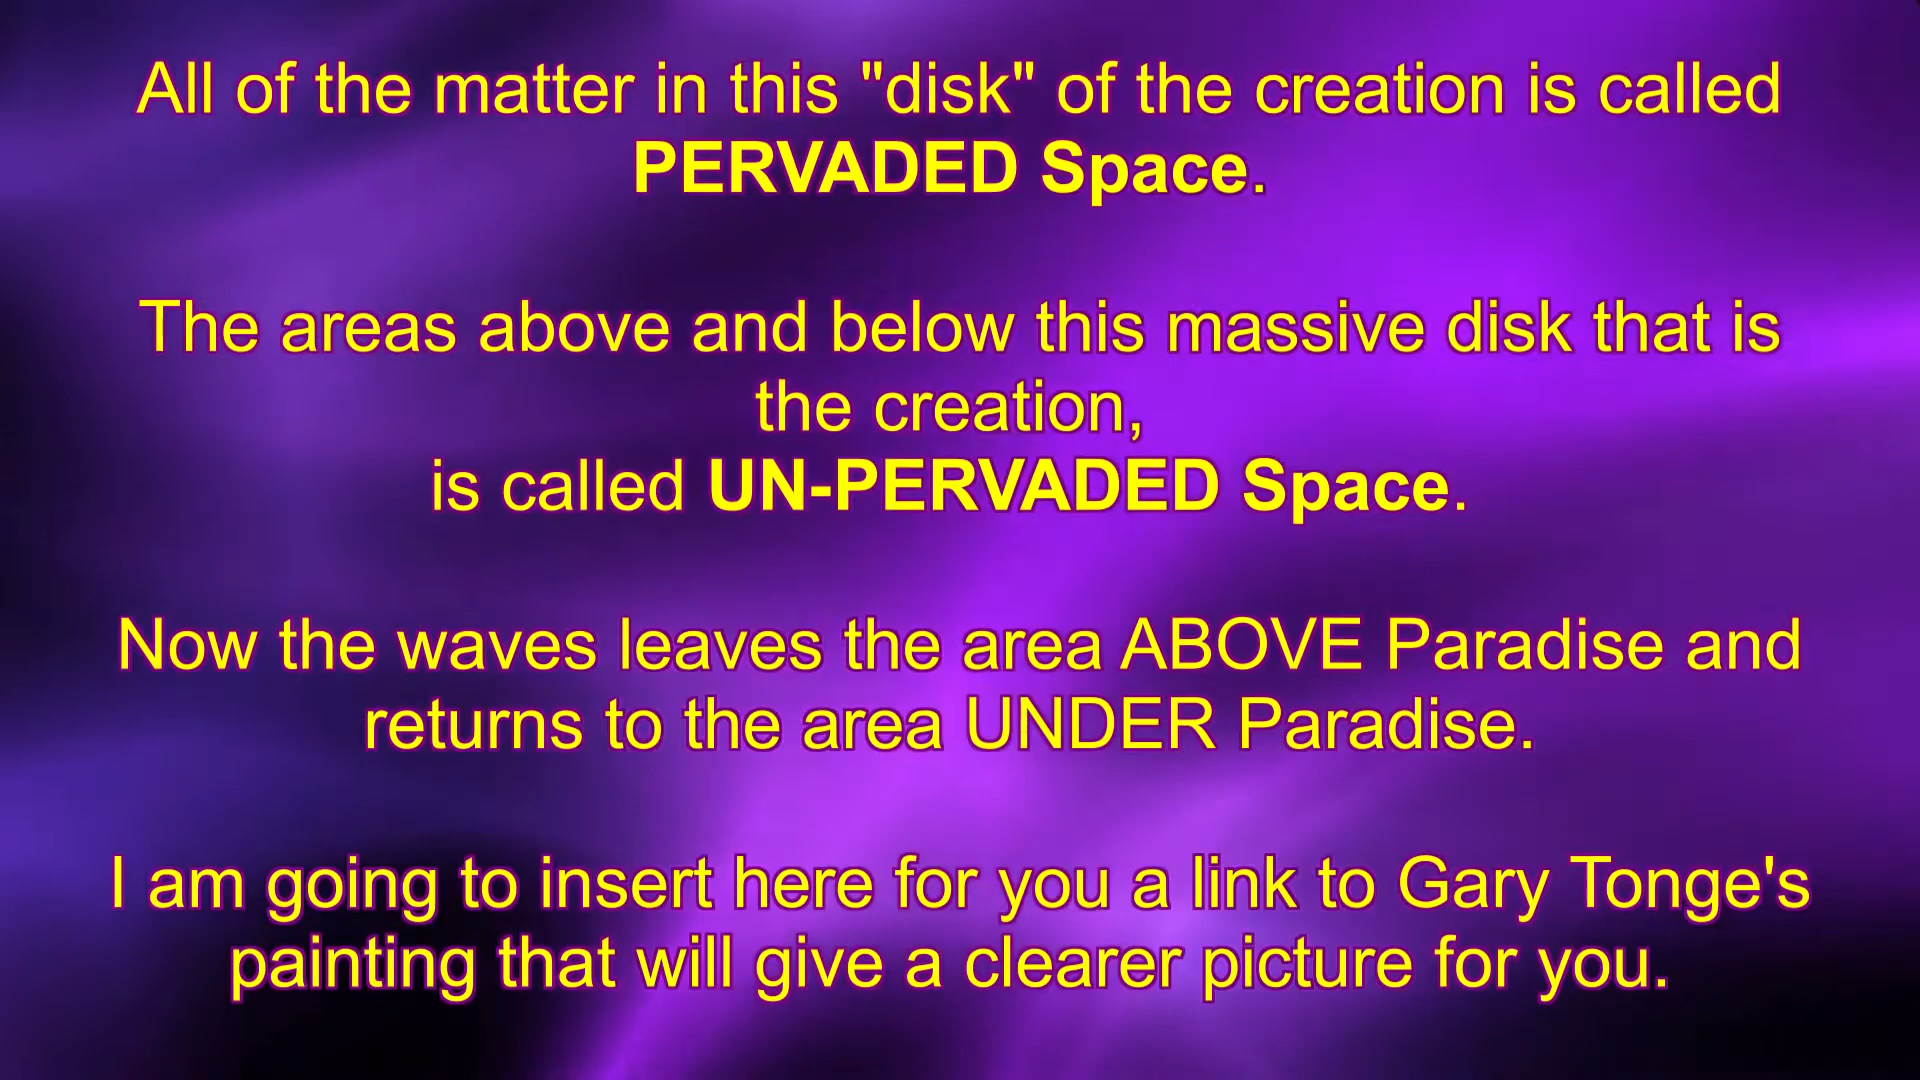 All of the matter in this "disk" of the creation is called
PERVADED Space.
The areas above and below this massive disk that is
the creation,
is called UN-PERVADED Space.
Now the waves leaves the area ABOVE Paradise and
returns to the area UNDER Paradise.
I am going to insert here for you a link to Gary Tonge's
painting that will give a clearer picture for you.